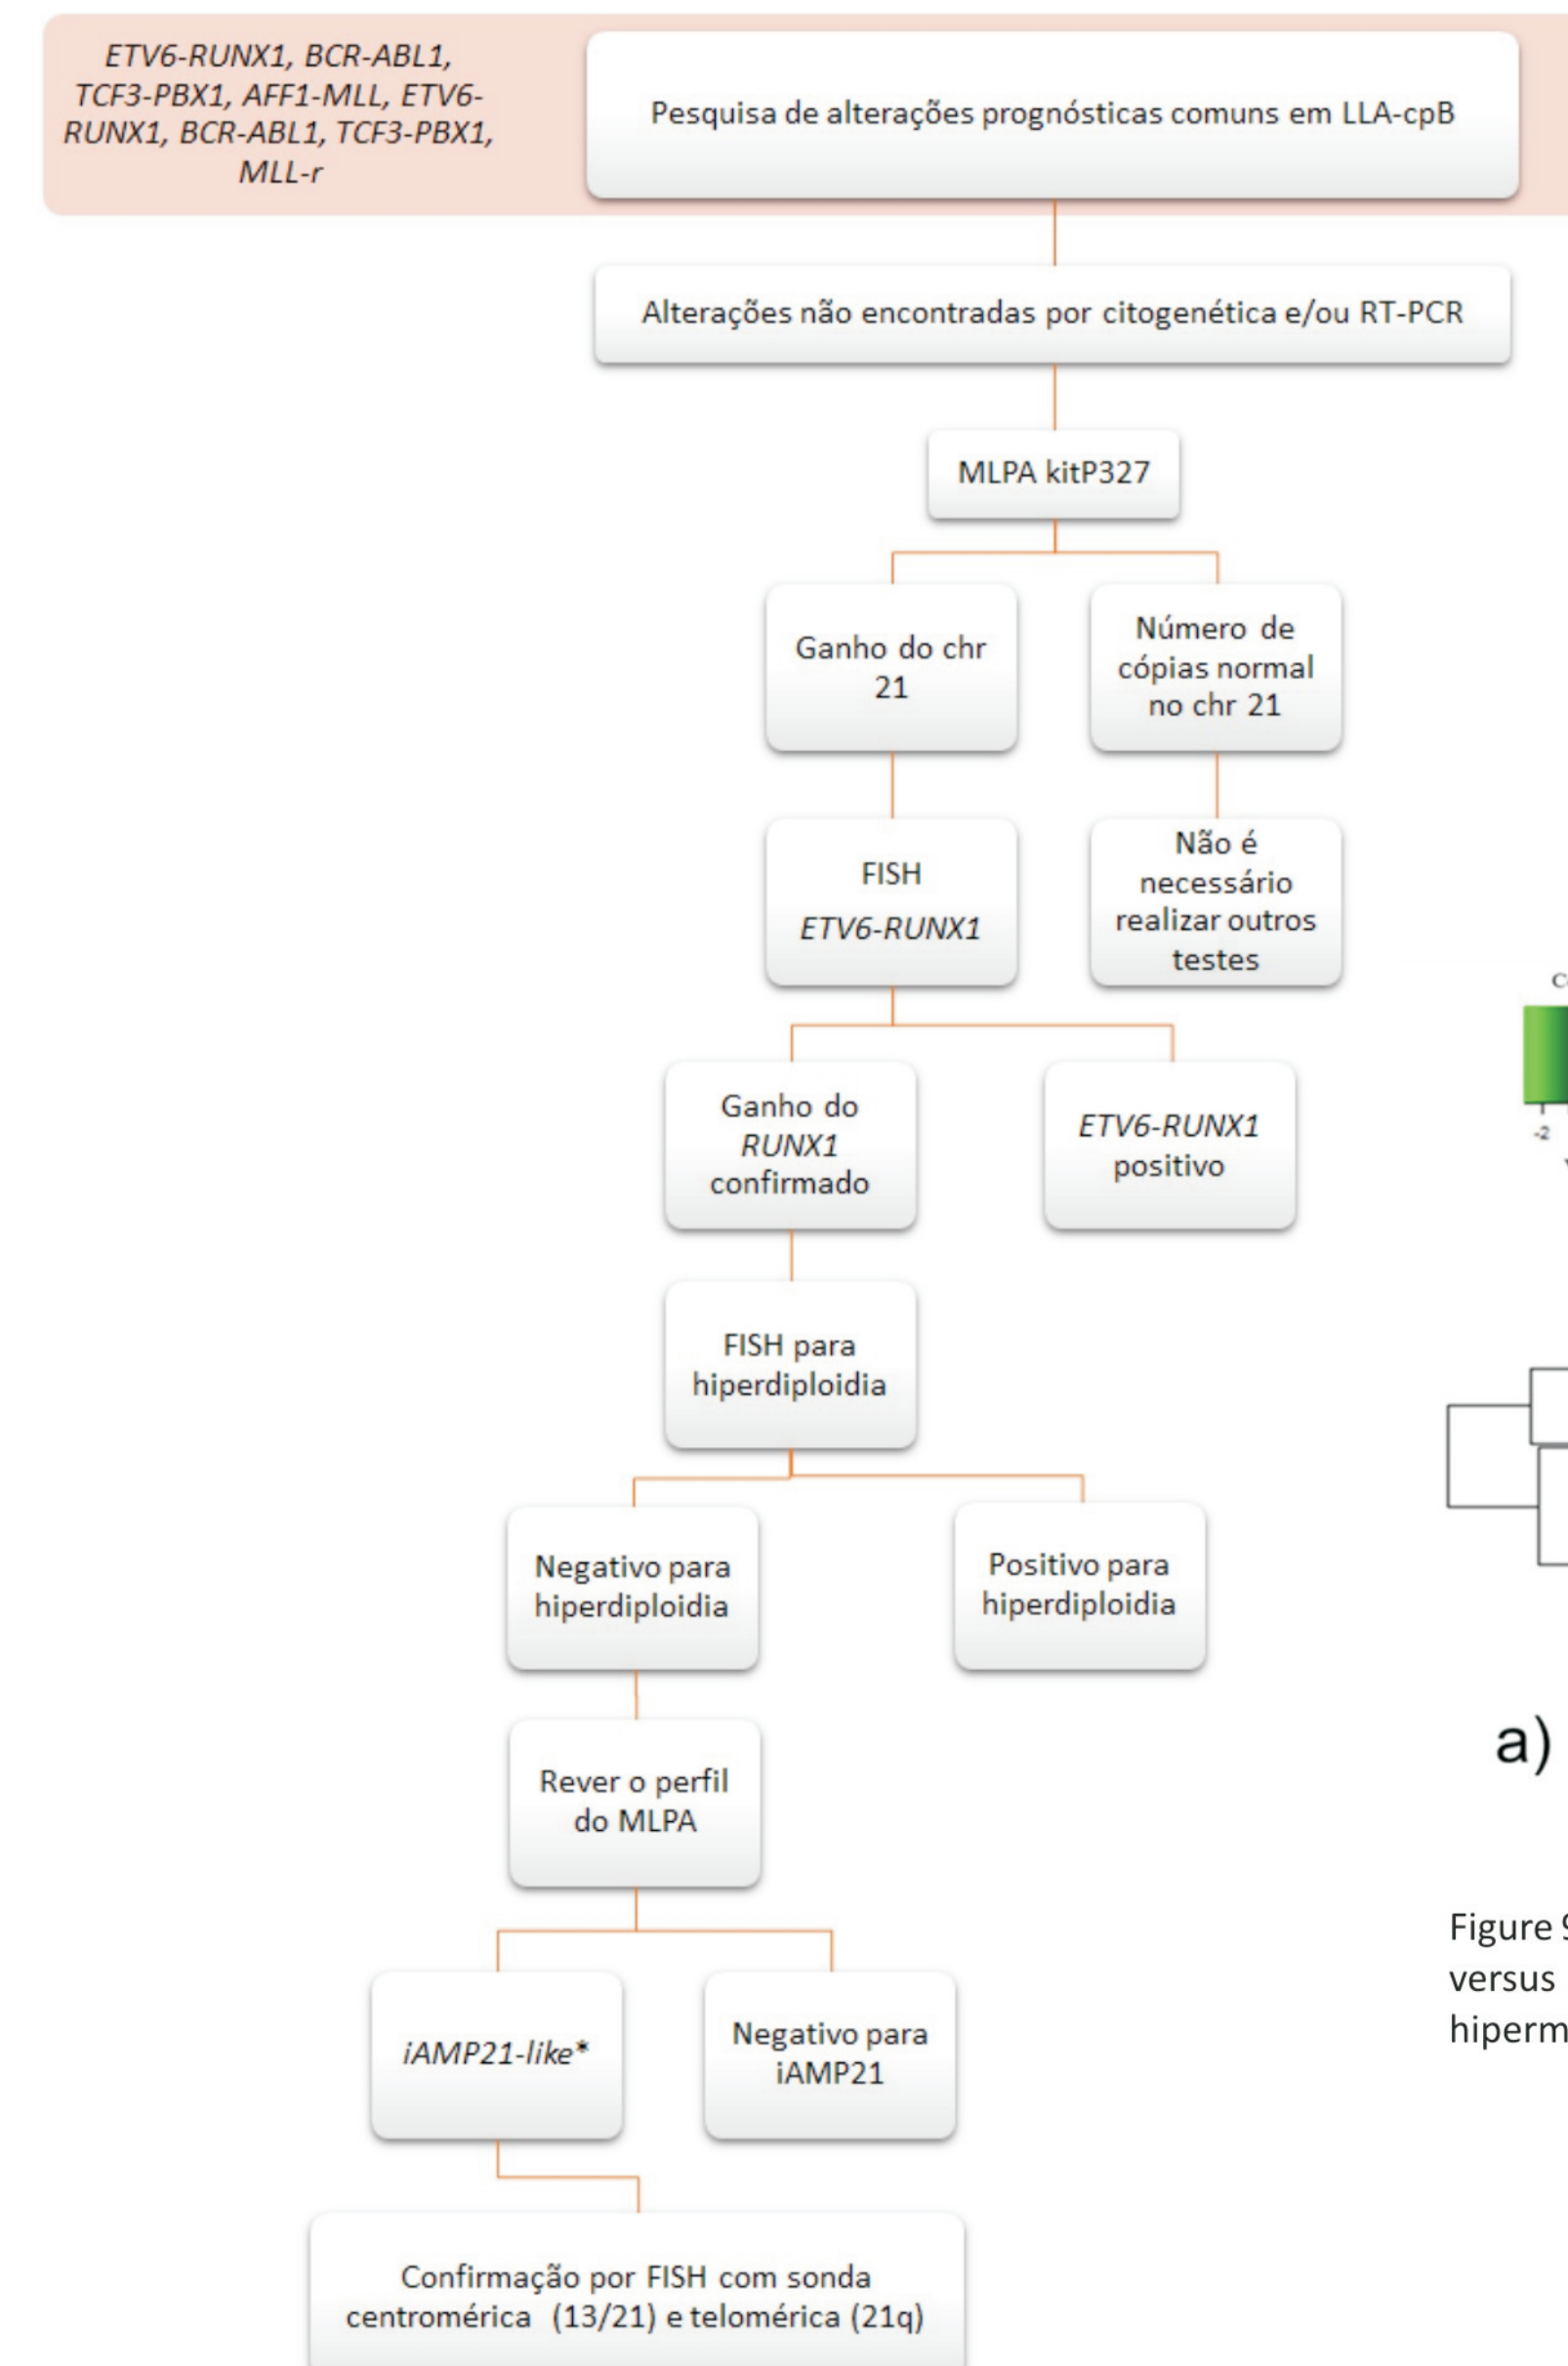 ETV6-RUNX1, BCR-ABL1,
TCF3-PBX1, AFF1-MLL, ETV6-
RUNX1, BCR-ABL1, TCF3-PBX1,
MLL-r
Pesquisa de alterações prognósticas comuns em LLA-cpB
Alterações não encontradas por citogenética e/ou RT-PCR
MLPA kitP327
Ganho do chr
21
Número de
cópias normal
no chr 21
FISH
ETV6-RUNX1
Não é
necessário
realizar outros
testes
Ganho do
RUNX1
confirmado
ETV6-RUNX1
positivo
FISH para
hiperdiploidia
Negativo para
hiperdiploidia
Positivo para
hiperdiploidia
Rever o perfil
do MLPA
iAMP21-like*
Negativo para
iAMP21
Confirmação por FISH com sonda
centromérica (13/21) e telomérica (21q)
-2
a)
Figure
versus